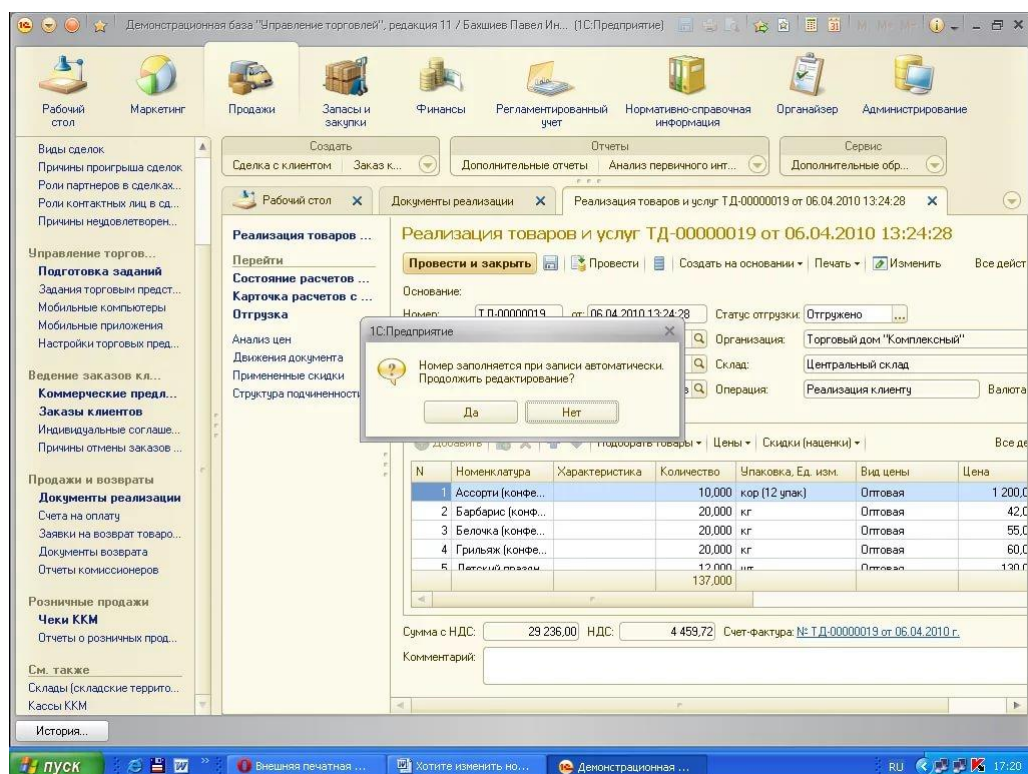 Демонстрационная база "Управление торговлей", редакция 11 / Бакшиев Павел Ин... (1С:Предприятие)
M M+ M-
Рабочий стол
Маркетинг
Продажи
Запасы и закупки
Финансы
Регламентированный учет
Нормативно-справочная информация
Органайзер
Администрирование
Виды сделок
Причины проигрыша сделок
Роли партнеров в сделках...
Роли контактных лиц в сд...
Причины неудовлетворен...
Управление торгов...
Подготовка заданий
Задания торговым предст...
Мобильные компьютеры
Мобильные приложения
Настройки торговых пред...
Ведение заказов кл...
Коммерческие предл...
Заказы клиентов
Индивидуальные соглаше...
Причины отмены заказов ...
Продажи и возвраты
Документы реализации
Счета на оплату
Заявки на возврат товаро...
Документы возврата
Отчеты комиссионеров
Розничные продажи
Чеки ККМ
Отчеты о розничных прод...
См. также
Склады (складские террито...
Кассы ККМ
Создать
Сделка с клиентом Заказ к...
Отчеты
Дополнительные отчеты Анализ первичного инт...
Сервис
Дополнительные обр...
Рабочий стол
Документы реализации
Реализация товаров и услуг ТД-00000019 от 06.04.2010 13:24:28
Реализация товаров ...
Перейти
Состояние расчетов ...
Карточка расчетов с ...
Отгрузка
Анализ цен
Движения документа
Примененные скидки
Структура подчиненности
Реализация товаров и услуг ТД-00000019 от 06.04.2010 13:24:28
Провести и закрыть Провести Создать на основании Печать Изменить Все дейст
Основание:
Номер: ТД-00000019 от: 06.04.2010 13:24:28 Статус отгрузки: Отгружено ...
Организация: Торговый дом "Комплексный"
Склад: Центральный склад
Операция: Реализация клиенту Валюта
1С:Предприятие
Номер заполняется при записи автоматически.
Продолжить редактирование?
Да Нет
Добавить Подобрать товары Цены Скидки (наценки) Все де
N Номенклатура Характеристика Количество Упаковка, Ед. изм. Вид цены Цена
1 Ассорти (конфе... 10,000 кор (12 упак) Оптовая 1 200,0
2 Барбарис (конф... 20,000 кг Оптовая 42,0
3 Белочка (конфе... 20,000 кг Оптовая 55,0
4 Грильяж (конфе... 20,000 кг Оптовая 60,0
5 Детский праздн 12,000 шт Оптовая 130,0
137,000
Сумма с НДС: 29 236,00 НДС: 4 459,72 Счет-фактура: № ТД-00000019 от 06.04.2010 г.
Комментарий:
История...
пуск
Внешняя печатная ...
Хотите изменить но...
Демонстрационная ...
RU
17:20